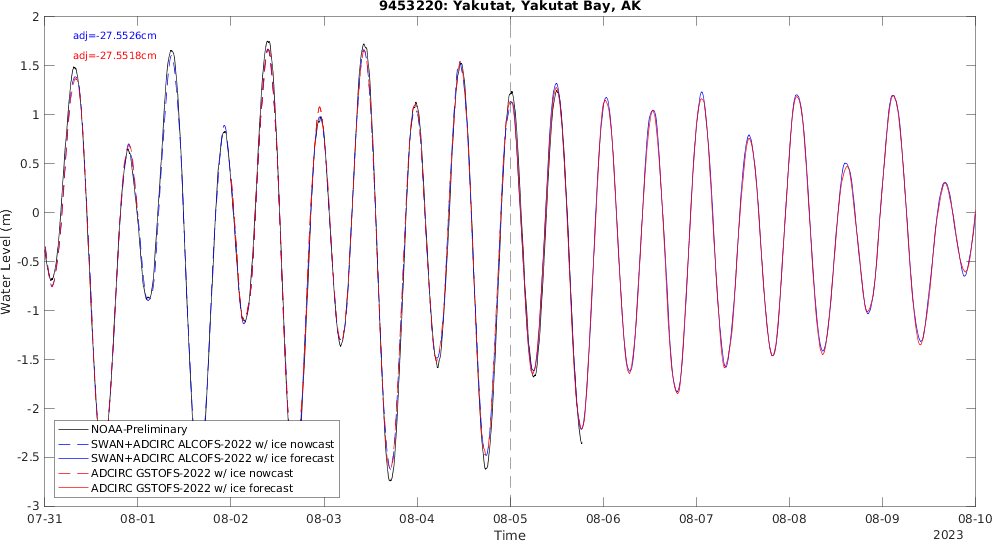 9453220: Yakutat, Yakutat Bay, AK
adj=-27.5526cm
adj=-27.5518cm
2
1.5
1
0.5
0
-0.5
-1
-1.5
-2
-2.5
-3
Water Level (m)
NOAA-Preliminary
SWAN+ADCIRC ALCOFS-2022 w/ ice nowcast
SWAN+ADCIRC ALCOFS-2022 w/ ice forecast
ADCIRC GSTOFS-2022 w/ ice nowcast
ADCIRC GSTOFS-2022 w/ ice forecast
07-31 08-01 08-02 08-03 08-04 08-05 08-06 08-07 08-08 08-09 08-10
Time
2023